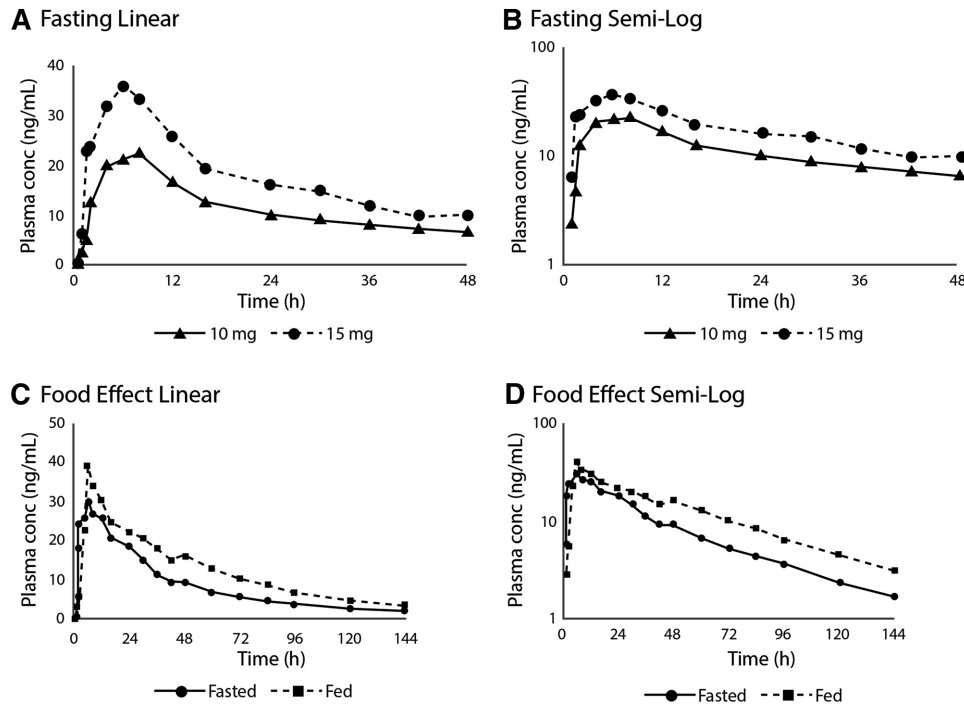 A Fasting Linear
Plasma conc (ng/mL)
40
30
20
10
0
0 12 24 36 48
Time (h)
10 mg 15 mg
B Fasting Semi-Log
Plasma conc (ng/mL)
100
10
1
0 12 24 36 48
Time (h)
10 mg 15 mg
C Food Effect Linear
Plasma conc (ng/mL)
50
40
30
20
10
0
0 24 48 72 96 120 144
Time (h)
Fasted Fed
D Food Effect Semi-Log
Plasma conc (ng/mL)
100
10
1
0 24 48 72 96 120 144
Time (h)
Fasted Fed